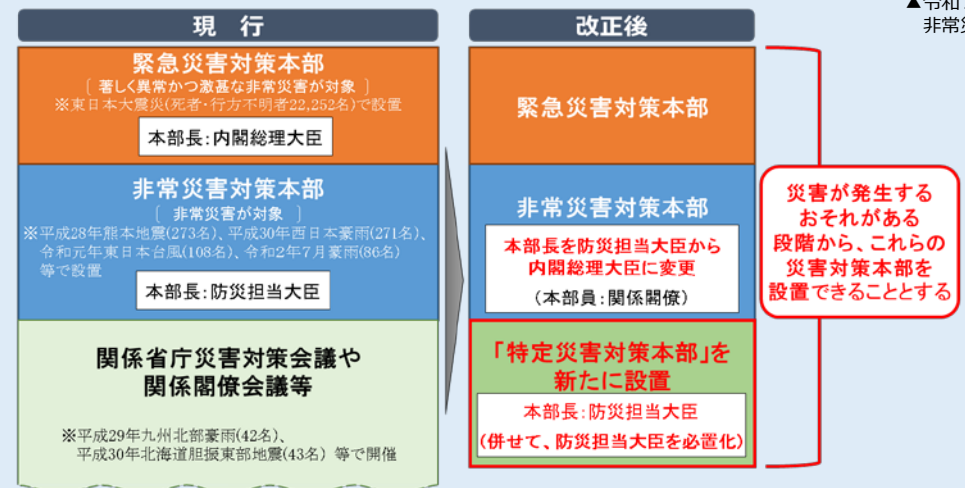 ▲令和
非常
現 行
緊急災害対策本部
〔 著しく異常かつ激甚な非常災害が対象 〕
※東日本大震災(死者・行方不明者22,252名)で設置
本部長:内閣総理大臣
非常災害対策本部
〔 非常災害が対象 〕
※平成28年熊本地震(273名)、平成30年西日本豪雨(271名)、
令和元年東日本台風(108名)、令和2年7月豪雨(86名)
等で設置
本部長:防災担当大臣
関係省庁災害対策会議や
関係閣僚会議等
※平成29年九州北部豪雨(42名)、
平成30年北海道胆振東部地震(43名) 等で開催
改正後
緊急災害対策本部
非常災害対策本部
本部長を防災担当大臣から
内閣総理大臣に変更
(本部員:関係閣僚)
「特定災害対策本部」を
新たに設置
本部長:防災担当大臣
(併せて、防災担当大臣を必置化)
災害が発生する
おそれがある
段階から、これらの
災害対策本部を
設置できることとする